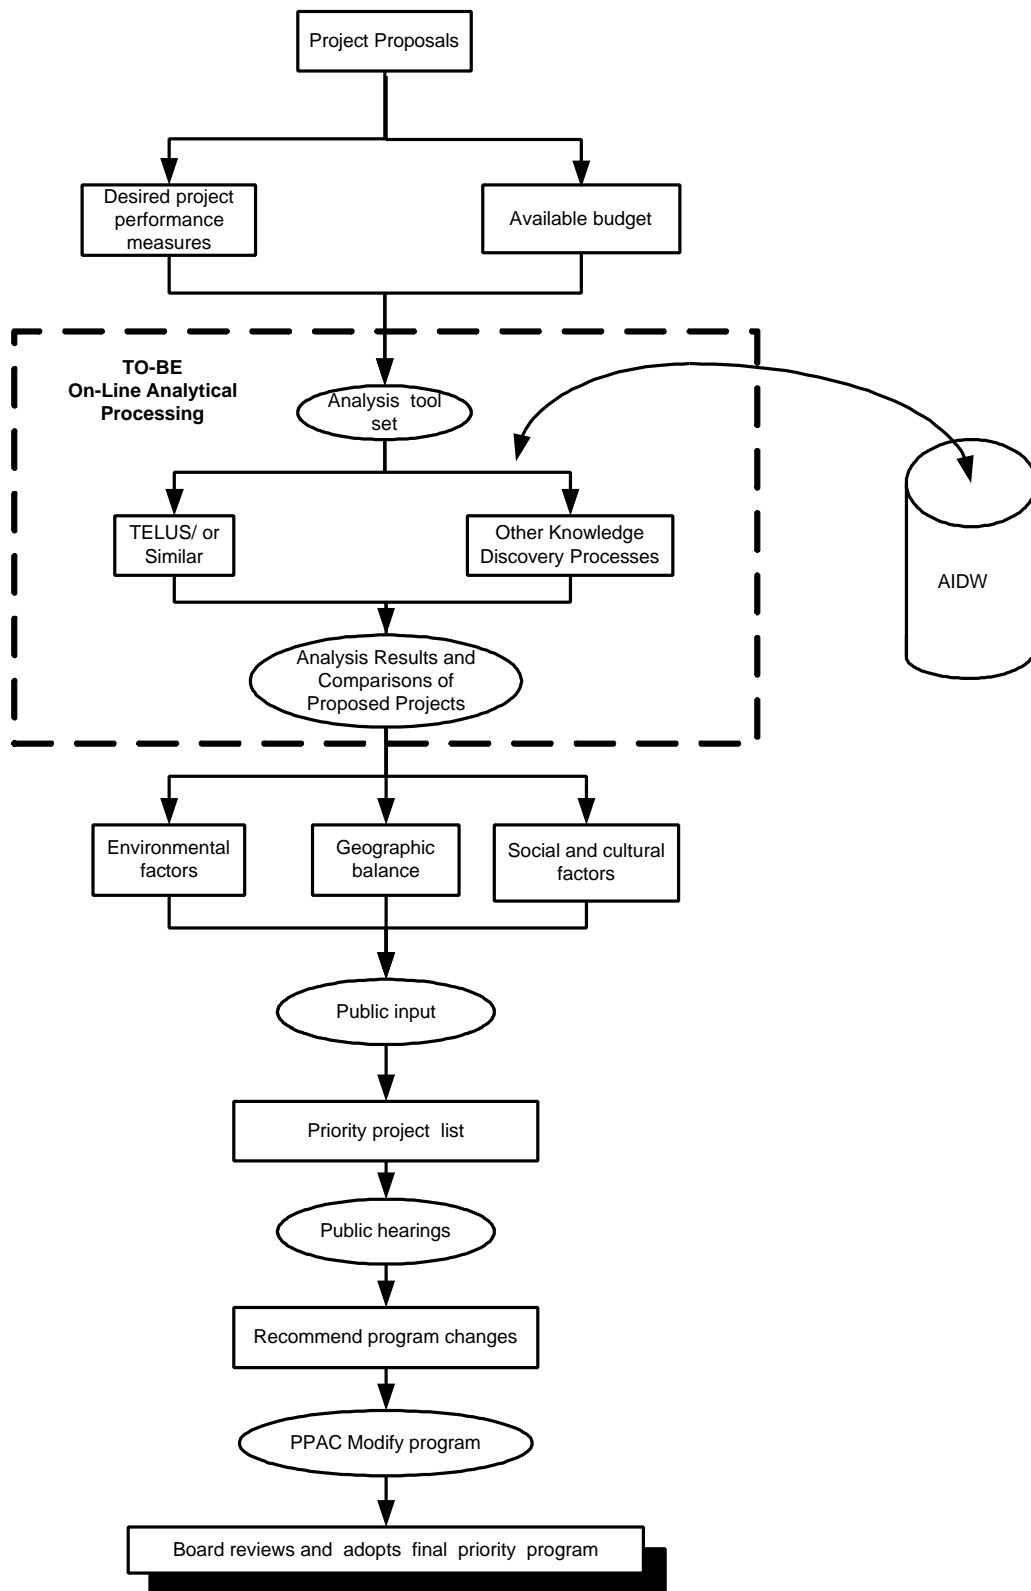 Project Proposals
Desired project
performance
measures
Available budget
TO-BE
On-Line Analytical
Processing
Analysis tool
set
TELUS/ or
Similar
Other Knowledge
Discovery Processes
AIDW
Analysis Results and
Comparisons of
Proposed Projects
Environmental
factors
Geographic
balance
Social and cultural
factors
Public input
Priority project list
Public hearings
Recommend program changes
PPAC Modify program
Board reviews and adopts final priority program